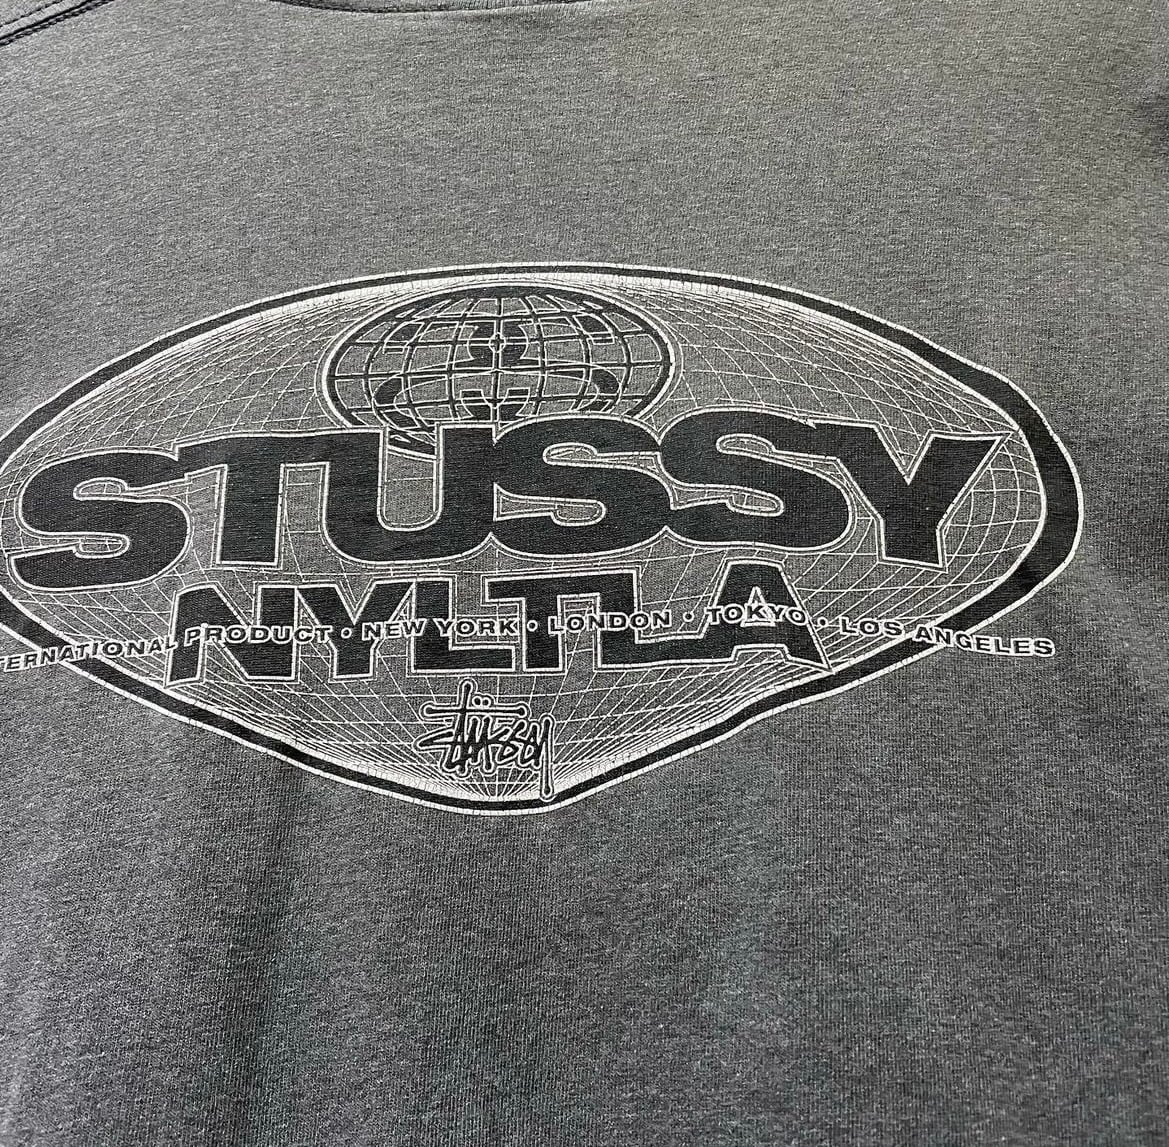 STUSSY
NYLTLA
ERNATIONAL PRODUCT • NEW YORK • LONDON • TOKYO • LOS ANGELES
Stüssy